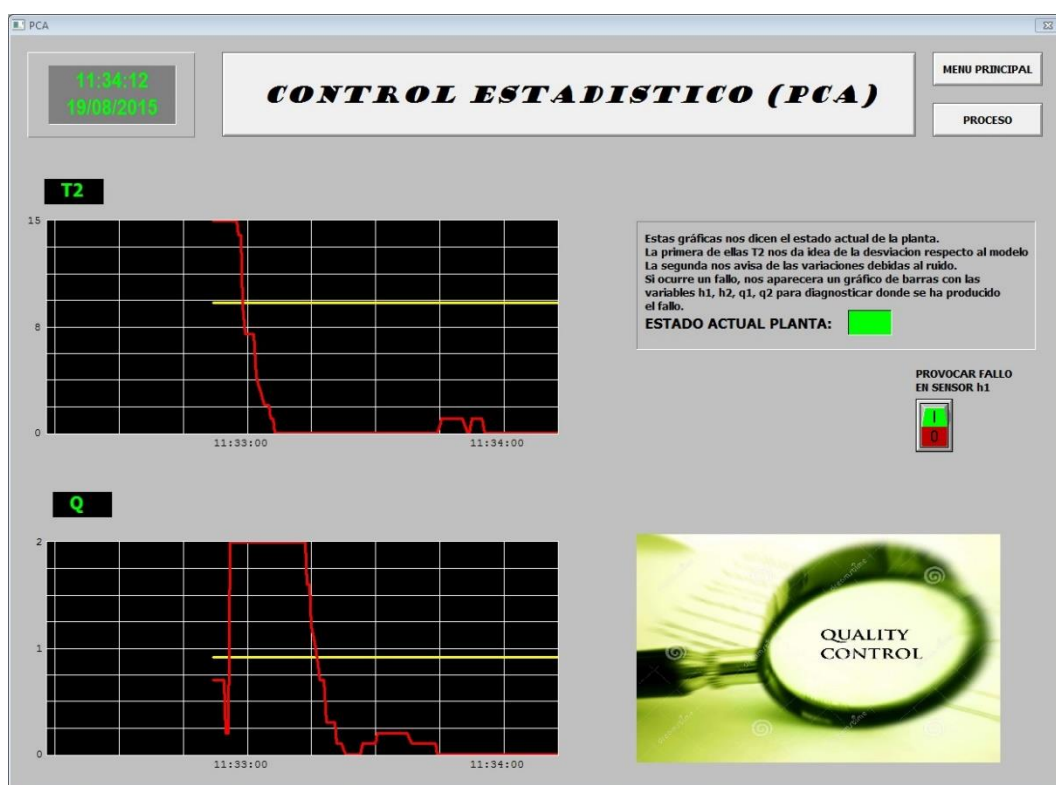 PCA
11:34:12
19/08/2015
CONTROL ESTADISTICO (PCA)
MENU PRINCIPAL
PROCESO
T2
15
8
0
11:33:00 11:34:00
Estas gráficas nos dicen el estado actual de la planta.
La primera de ellas T2 nos da idea de la desviacion respecto al modelo
La segunda nos avisa de las variaciones debidas al ruido.
Si ocurre un fallo, nos aparecera un gráfico de barras con las
variables h1, h2, q1, q2 para diagnosticar donde se ha producido
el fallo.
ESTADO ACTUAL PLANTA:
PROVOCAR FALLO
EN SENSOR h1
I
0
Q
2
1
0
11:33:00 11:34:00
QUALITY
CONTROL